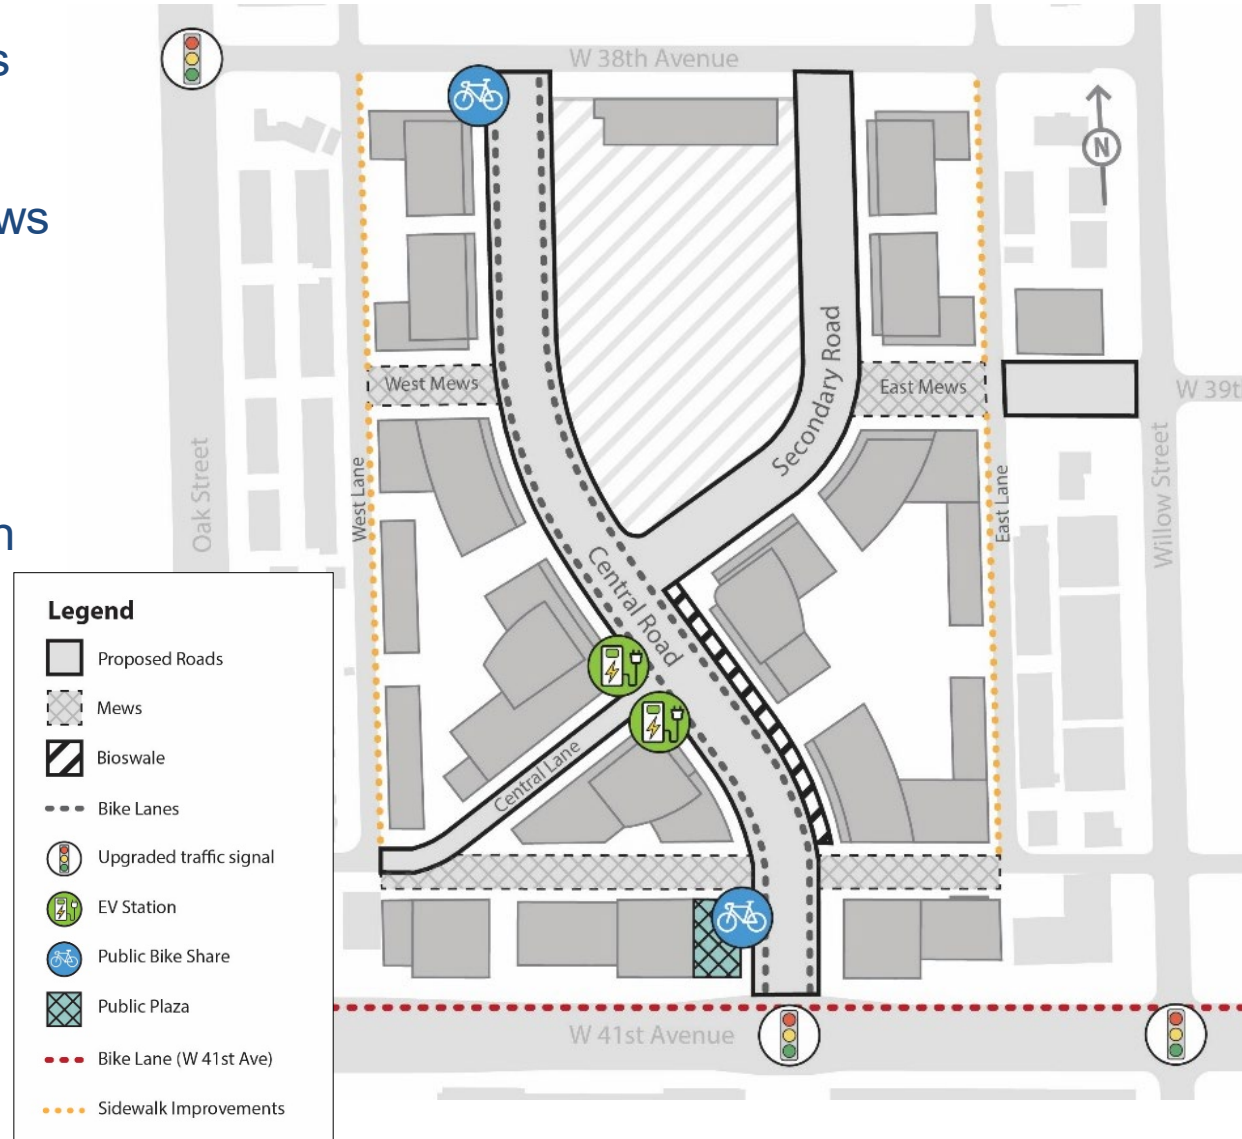 s
ws
n
W 38th Avenue
N
West Mews
East Mews
W 39t
Secondary Road
Oak Street
West Lane
East Lane
Willow Street
Central Road
Central Lane
W 41st Avenue
Legend
Proposed Roads
Mews
Bioswale
Bike Lanes
Upgraded traffic signal
EV Station
Public Bike Share
Public Plaza
Bike Lane (W 41st Ave)
Sidewalk Improvements